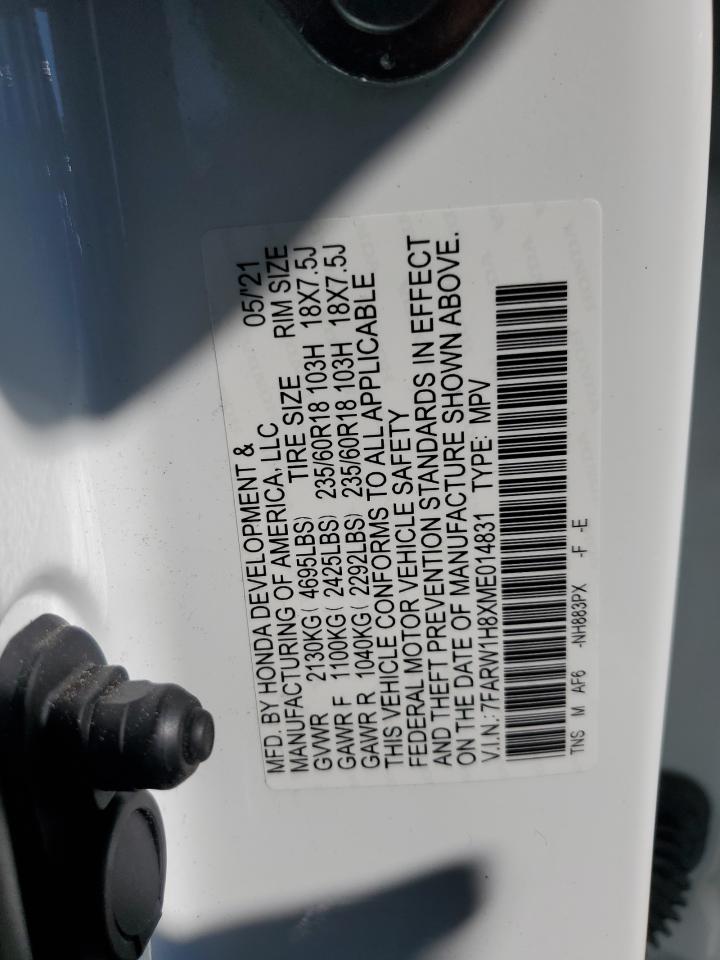 MFD. BY HONDA DEVELOPMENT & 05/'21
MANUFACTURING OF AMERICA, LLC
TIRE SIZE RIM SIZE
GVWR 2130KG( 4695LBS)
GAWR F 1100KG( 2425LBS) 235/60R18 103H 18X7.5J
GAWR R 1040KG( 2292LBS) 235/60R18 103H 18X7.5J
THIS VEHICLE CONFORMS TO ALL APPLICABLE
FEDERAL MOTOR VEHICLE SAFETY
AND THEFT PREVENTION STANDARDS IN EFFECT
ON THE DATE OF MANUFACTURE SHOWN ABOVE.
V.I.N.:7FARW1H8XME014831 TYPE: MPV
TNS M AF6 -NH883PX -F -E